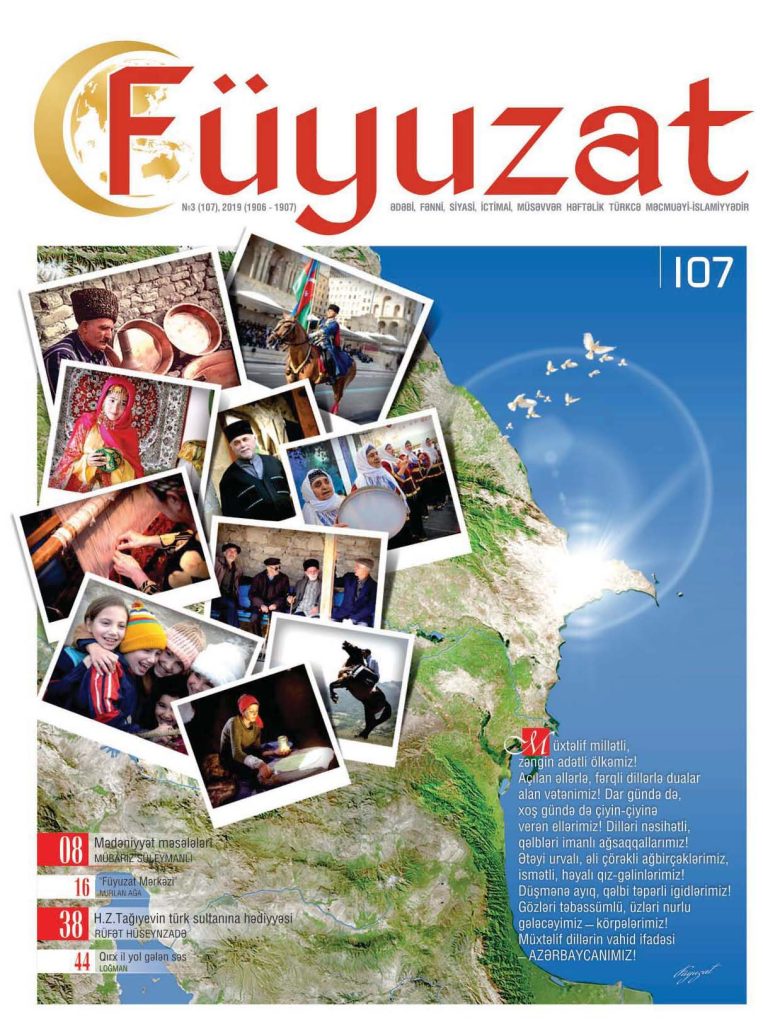 Füyuzat
№3 (107), 2019 (1906 - 1907)
ƏDƏBİ, FƏNNİ, SİYASİ, İCTİMAİ, MÜSƏVVƏR HƏFTƏLİK TÜRKCƏ MƏCMUƏYİ-İSLAMİYYƏDİR
107
Müxtəlif millətli,
zəngin adətli ölkəmiz!
Açılan əllərlə, fərqli dillərlə dualar
alan vətənimiz! Dar gündə də,
xoş gündə də çiyin-çiyinə
verən ellərimiz! Dilləri nəsihətli,
qəlbləri imanlı ağsaqqallarımız!
Ətəyi urvalı, əli çörəkli ağbirçəklərimiz,
ismətli, həyalı qız-gəlinlərimiz!
Düşmənə ayıq, qəlbi təpərli igidlərimiz!
Gözləri təbəssümlü, üzləri nurlu
gələcəyimiz – körpələrimiz!
Müxtəlif dillərin vahid ifadəsi
– AZƏRBAYCANIMIZ!
Füyuzat
08 Mədəniyyət məsələləri
MÜBARİZ SÜLEYMANLI
16 "Füyuzat Mərkəzi"
NURLAN AĞA
38 H.Z.Tağıyevin türk sultanına hədiyyəsi
RÜFƏT HÜSEYNZADƏ
44 Qırx il yol gələn səs
LOĞMAN